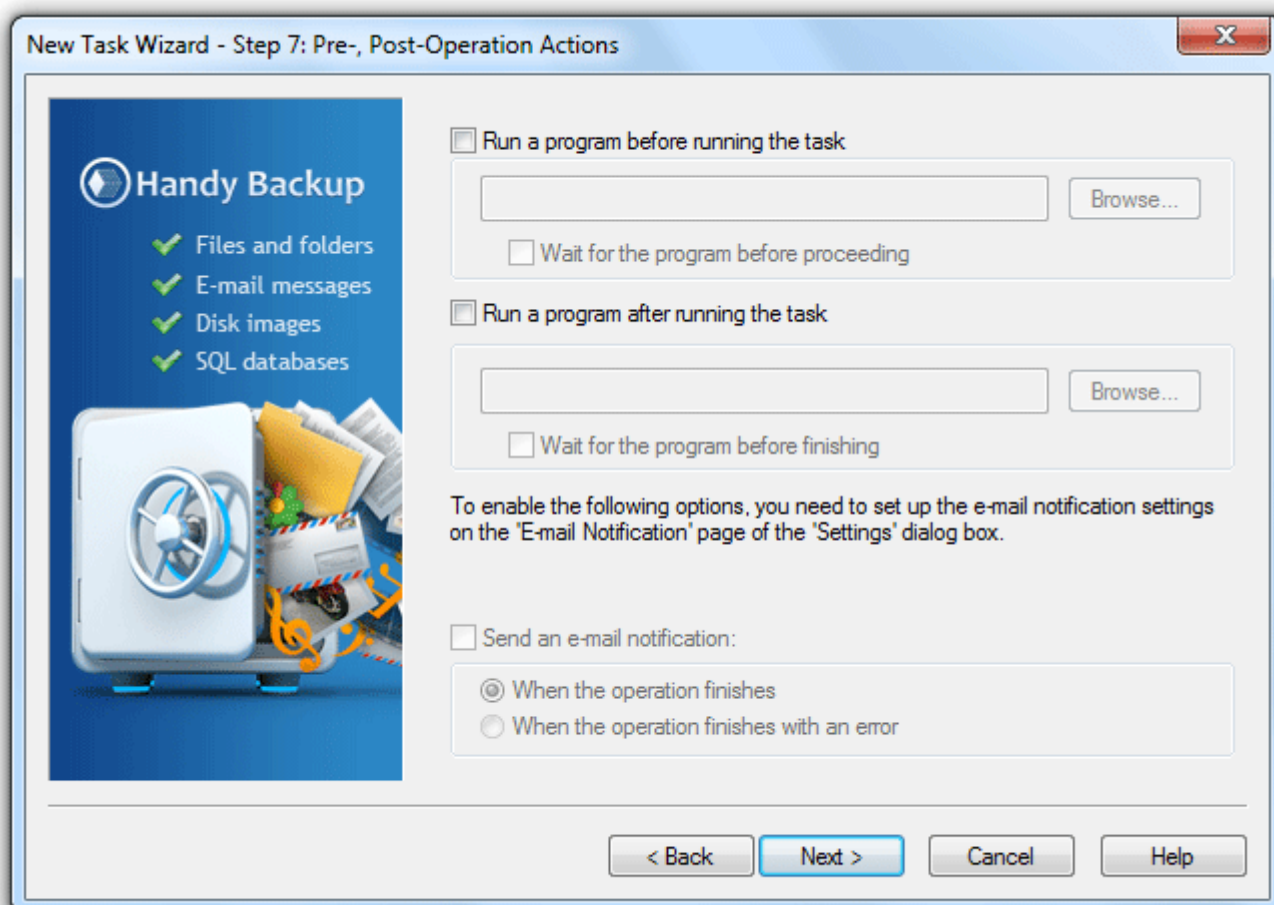 New Task Wizard - Step 7: Pre-, Post-Operation Actions
Handy Backup
Files and folders
E-mail messages
Disk images
SQL databases
Run a program before running the task
Browse...
Wait for the program before proceeding
Run a program after running the task
Browse...
Wait for the program before finishing
To enable the following options, you need to set up the e-mail notification settings
on the "E-mail Notification" page of the "Settings" dialog box.
Send an e-mail notification:
When the operation finishes
When the operation finishes with an error
< Back
Next >
Cancel
Help